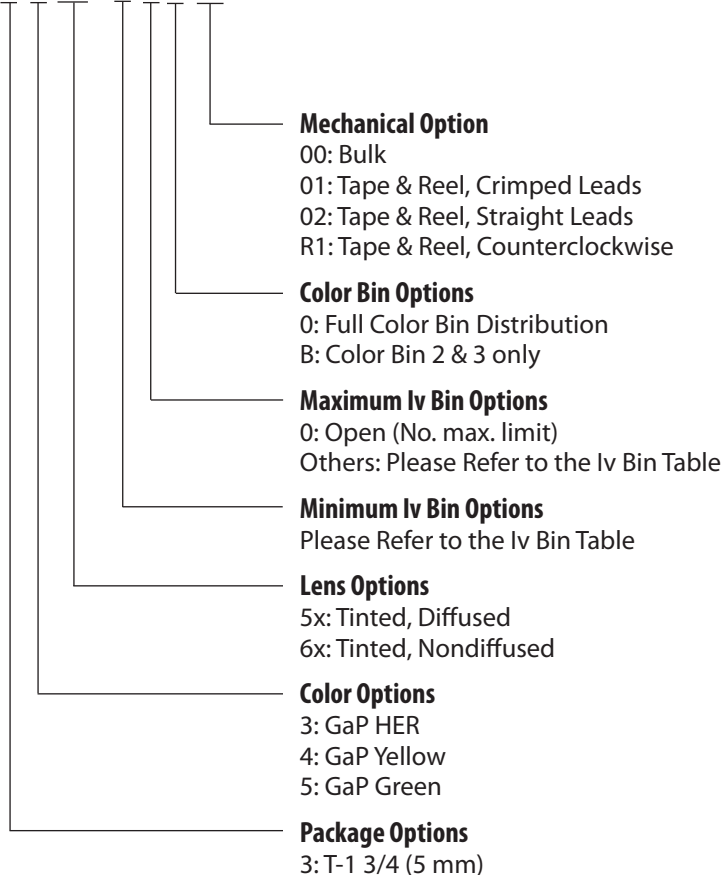 Mechanical Option
00: Bulk
01: Tape & Reel, Crimped Leads
02: Tape & Reel, Straight Leads
R1: Tape & Reel, Counterclockwise
Color Bin Options
0: Full Color Bin Distribution
B: Color Bin 2 & 3 only
Maximum Iv Bin Options
0: Open (No. max. limit)
Others: Please Refer to the Iv Bin Table
Minimum Iv Bin Options
Please Refer to the Iv Bin Table
Lens Options
5x: Tinted, Diffused
6x: Tinted, Nondiffused
Color Options
3: GaP HER
4: GaP Yellow
5: GaP Green
Package Options
3: T-1 3/4 (5 mm)